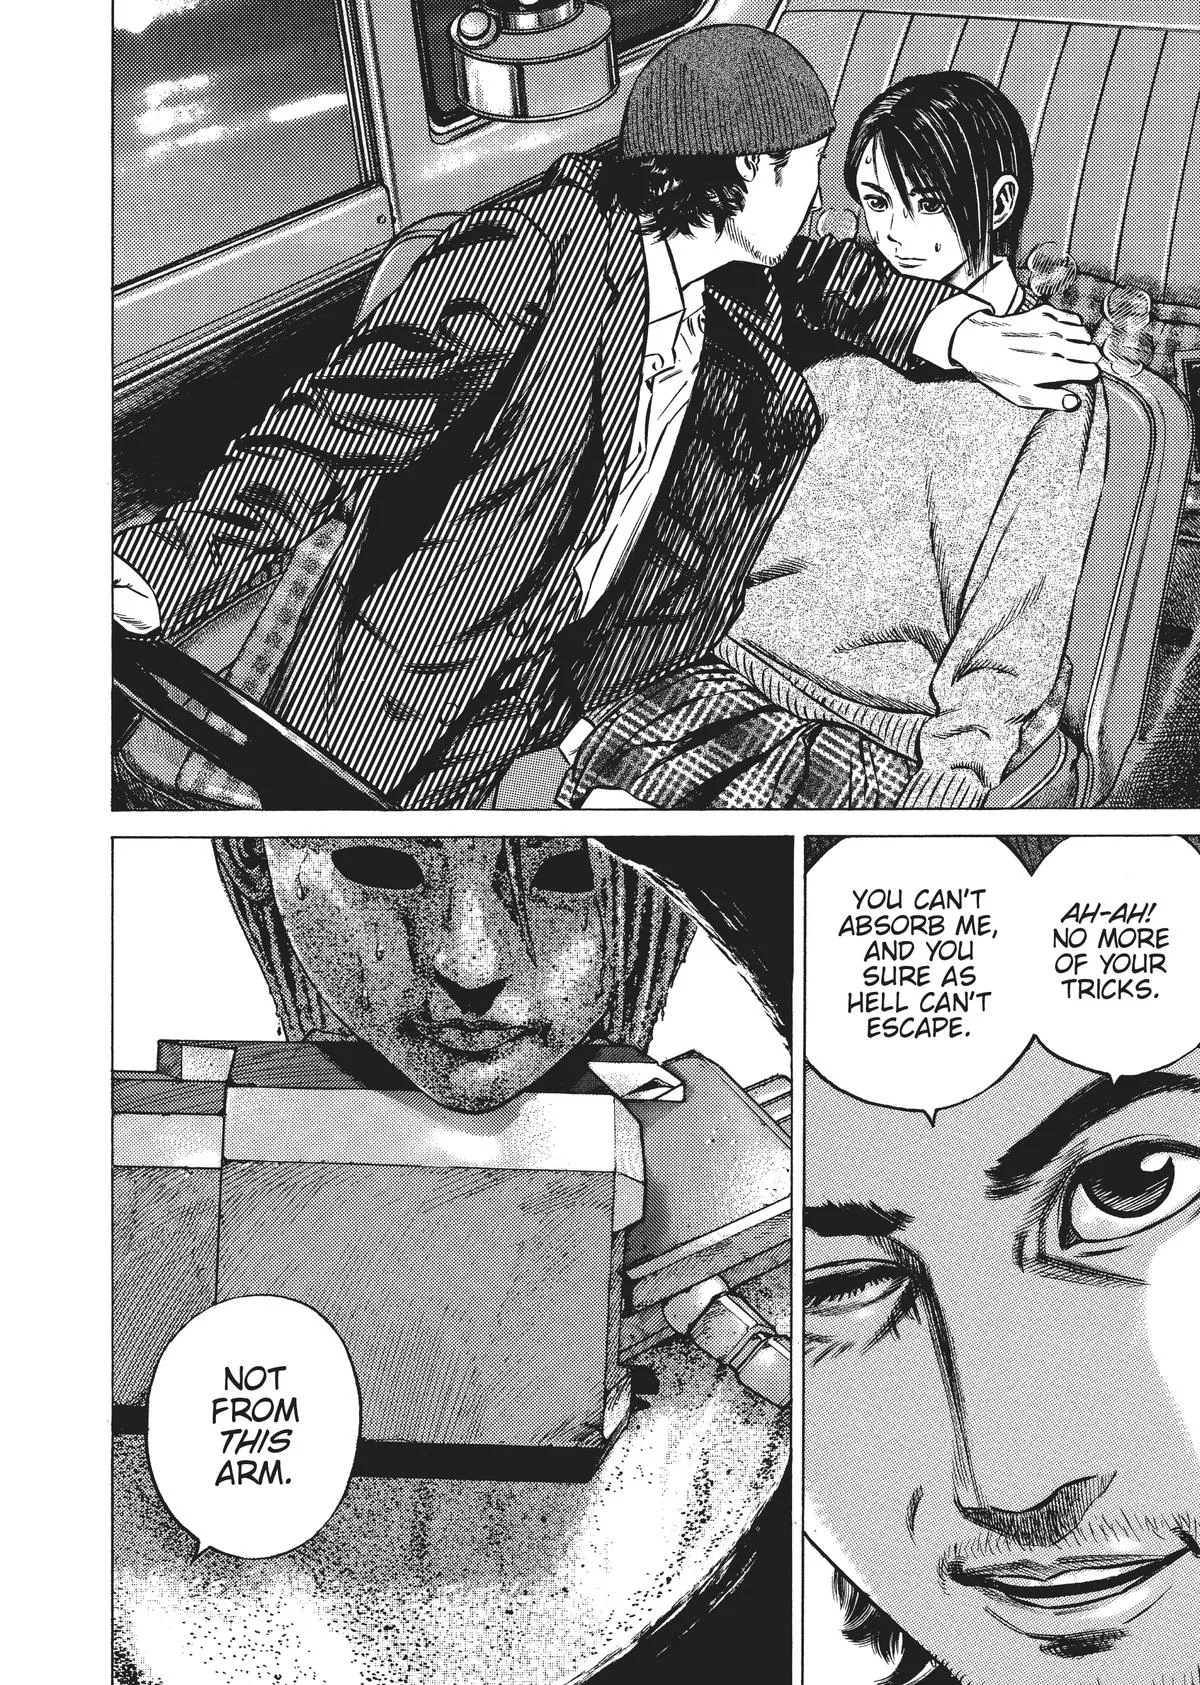 AH-AH!
NO MORE
OF YOUR
TRICKS.
YOU CAN'T
ABSORB ME,
AND YOU
SURE AS
HELL CAN'T
ESCAPE.
NOT
FROM
THIS
ARM.